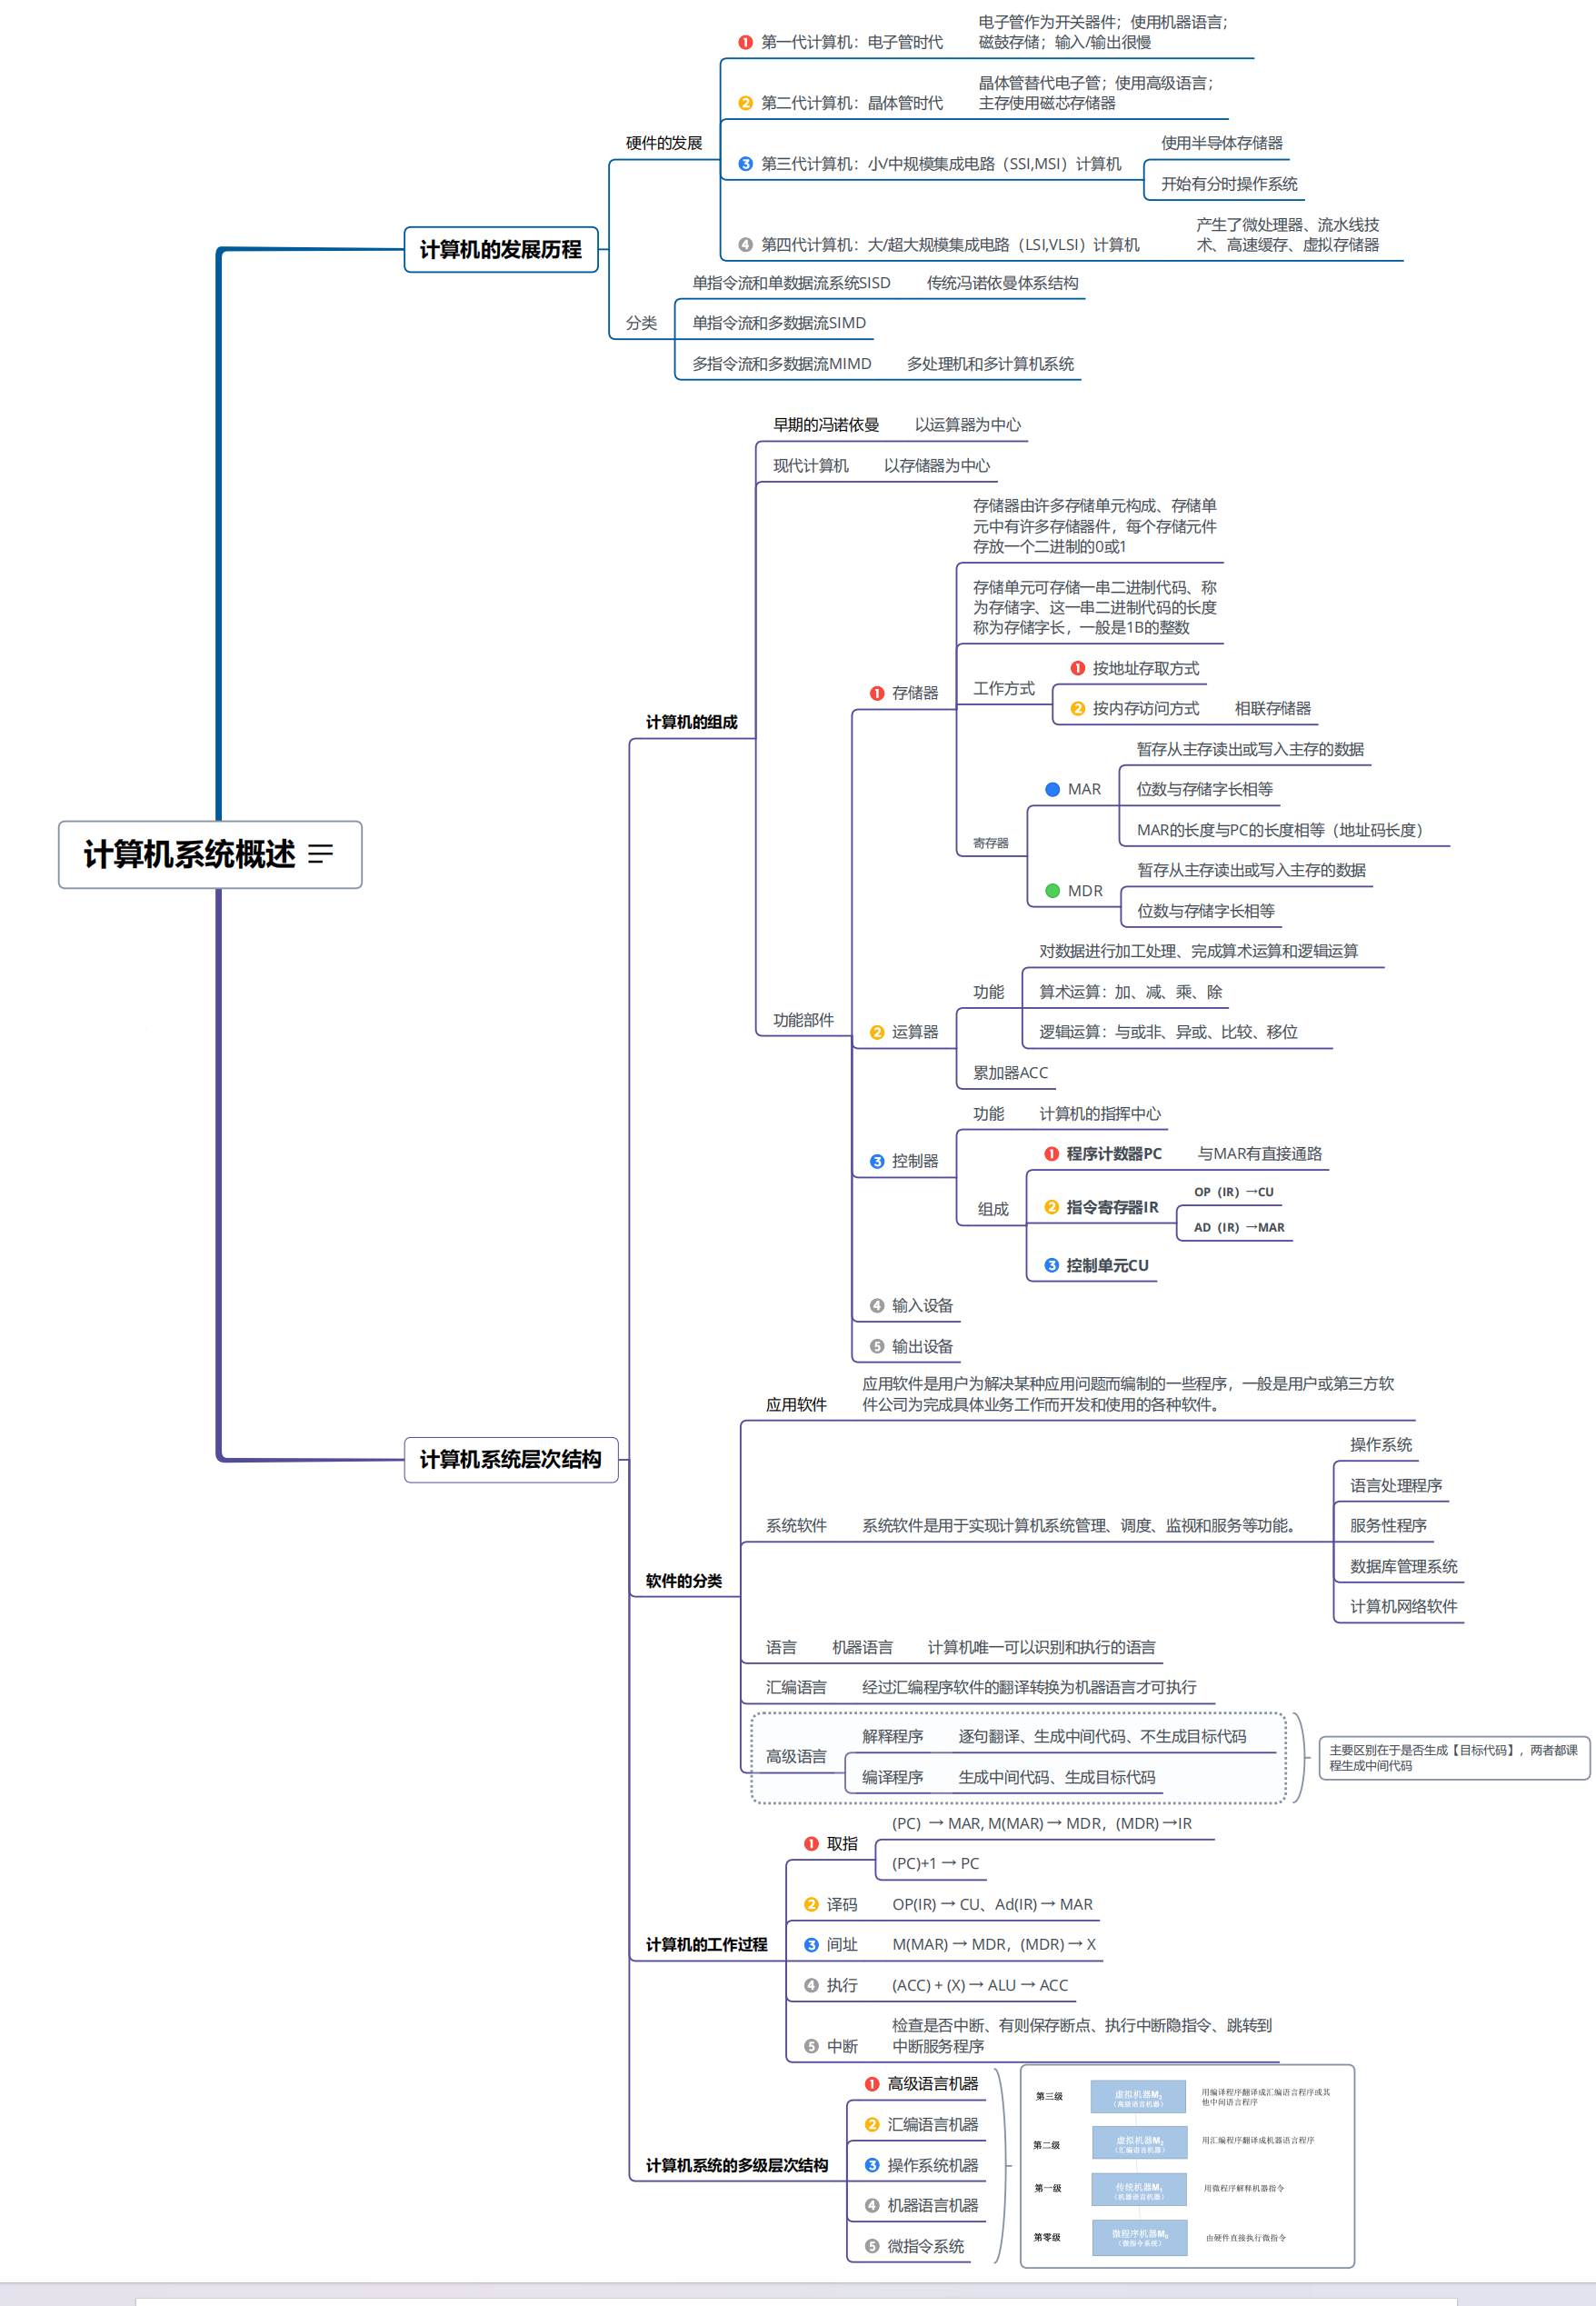 计算机系统概述
计算机的发展历程
硬件的发展
1 第一代计算机：电子管时代
电子管作为开关器件；使用机器语言；
磁鼓存储；输入/输出很慢
2 第二代计算机：晶体管时代
晶体管替代电子管；使用高级语言；
主存使用磁芯存储器
3 第三代计算机：小/中规模集成电路（SSI,MSI）计算机
使用半导体存储器
开始有分时操作系统
4 第四代计算机：大/超大规模集成电路（LSI,VLSI）计算机
产生了微处理器、流水线技
术、高速缓存、虚拟存储器
分类
单指令流和单数据流系统SISD
传统冯诺依曼体系结构
单指令流和多数据流SIMD
多指令流和多数据流MIMD
多处理机和多计算机系统
计算机系统层次结构
计算机的组成
早期的冯诺依曼
以运算器为中心
现代计算机
以存储器为中心
功能部件
1 存储器
存储器由许多存储单元构成、存储单
元中有许多存储器件，每个存储元件
存放一个二进制的0或1
存储单元可存储一串二进制代码、称
为存储字、这一串二进制代码的长度
称为存储字长，一般是1B的整数
工作方式
1 按地址存取方式
2 按内存访问方式
相联存储器
寄存器
MAR
暂存从主存读出或写入主存的数据
位数与存储字长相等
MAR的长度与PC的长度相等（地址码长度）
MDR
暂存从主存读出或写入主存的数据
位数与存储字长相等
2 运算器
功能
对数据进行加工处理、完成算术运算和逻辑运算
算术运算：加、减、乘、除
逻辑运算：与或非、异或、比较、移位
累加器ACC
3 控制器
功能
计算机的指挥中心
组成
1 程序计数器PC
与MAR有直接通路
2 指令寄存器IR
OP（IR）→CU
AD（IR）→MAR
3 控制单元CU
4 输入设备
5 输出设备
软件的分类
应用软件
应用软件是用户为解决某种应用问题而编制的一些程序，一般是用户或第三方软
件公司为完成具体业务工作而开发和使用的各种软件。
系统软件
系统软件是用于实现计算机系统管理、调度、监视和服务等功能。
操作系统
语言处理程序
服务性程序
数据库管理系统
计算机网络软件
语言
机器语言
计算机唯一可以识别和执行的语言
汇编语言
经过汇编程序软件的翻译转换为机器语言才可执行
高级语言
解释程序
逐句翻译、生成中间代码、不生成目标代码
编译程序
生成中间代码、生成目标代码
主要区别在于是否生成【目标代码】，两者都课
程生成中间代码
计算机的工作过程
1 取指
(PC) → MAR, M(MAR) → MDR，(MDR) →IR
(PC)+1 → PC
2 译码
OP(IR) → CU、Ad(IR) → MAR
3 间址
M(MAR) → MDR，(MDR) → X
4 执行
(ACC) + (X) → ALU → ACC
5 中断
检查是否中断、有则保存断点、执行中断隐指令、跳转到
中断服务程序
计算机系统的多级层次结构
1 高级语言机器
2 汇编语言机器
3 操作系统机器
4 机器语言机器
5 微指令系统
第三级
虚拟机器M3
（高级语言机器）
用编译程序翻译成汇编语言程序或其
他中间语言程序
第二级
虚拟机器M2
（汇编语言机器）
用汇编程序翻译成机器语言程序
第一级
传统机器M1
（机器语言机器）
用微程序解释机器指令
第零级
微程序机器M0
（微指令系统）
由硬件直接执行微指令